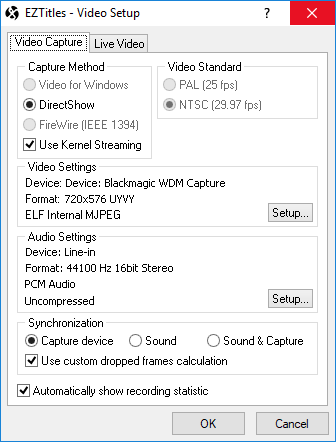 EZTitles - Video Setup
Video Capture
Live Video
Capture Method
Video for Windows
DirectShow
FireWire (IEEE 1394)
Use Kernel Streaming
Video Standard
PAL (25 fps)
NTSC (29.97 fps)
Video Settings
Device: Device: Blackmagic WDM Capture
Format: 720x576 UYVY
ELF Internal MJPEG
Setup...
Audio Settings
Device: Line-in
Format: 44100 Hz 16bit Stereo
PCM Audio
Uncompressed
Setup...
Synchronization
Capture device
Sound
Sound & Capture
Use custom dropped frames calculation
Automatically show recording statistic
OK
Cancel